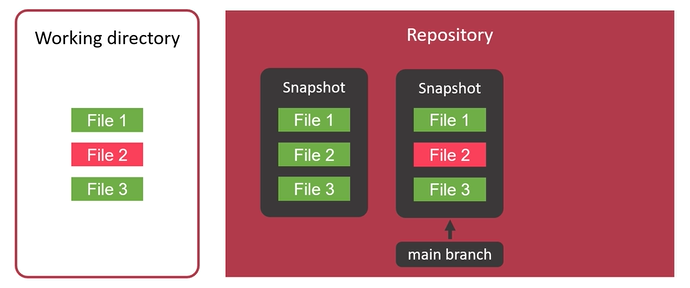 Working directory
File 1
File 2
File 3
Repository
Snapshot
File 1
File 2
File 3
Snapshot
File 1
File 2
File 3
main branch